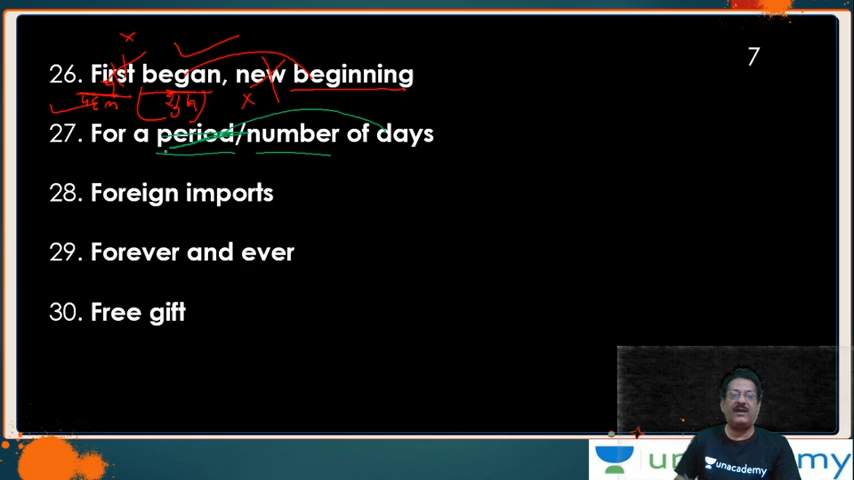 7
26. First began, new beginning
27. For a period/number of days
28. Foreign imports
29. Forever and ever
30. Free gift
unacademy
my